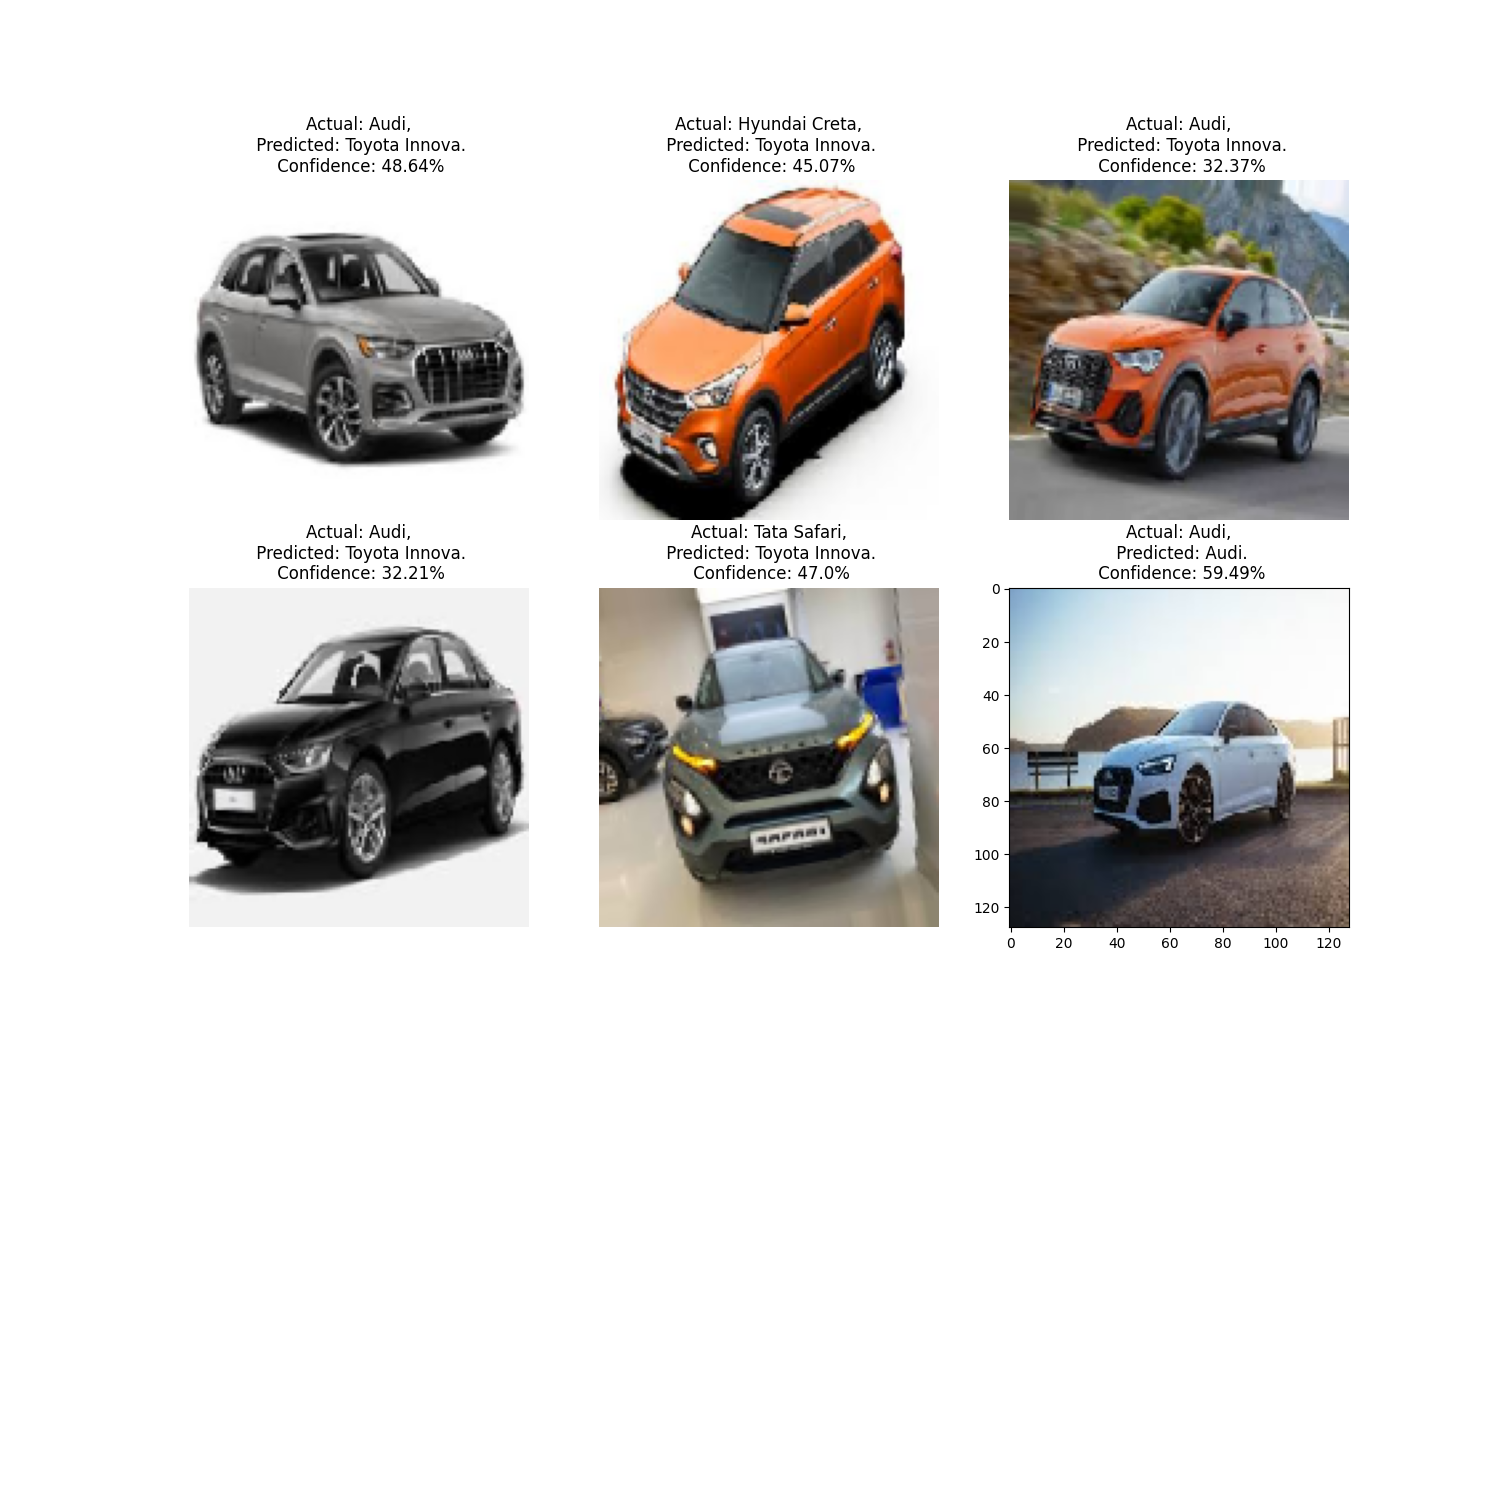 Actual: Audi,
Predicted: Toyota Innova.
Confidence: 48.64%
Actual: Hyundai Creta,
Predicted: Toyota Innova.
Confidence: 45.07%
Actual: Audi,
Predicted: Toyota Innova.
Confidence: 32.37%
Actual: Audi,
Predicted: Toyota Innova.
Confidence: 32.21%
Actual: Tata Safari,
Predicted: Toyota Innova.
Confidence: 47.0%
SAFARI
Actual: Audi,
Predicted: Audi.
Confidence: 59.49%
0
20
40
60
80
100
120
0 20 40 60 80 100 120